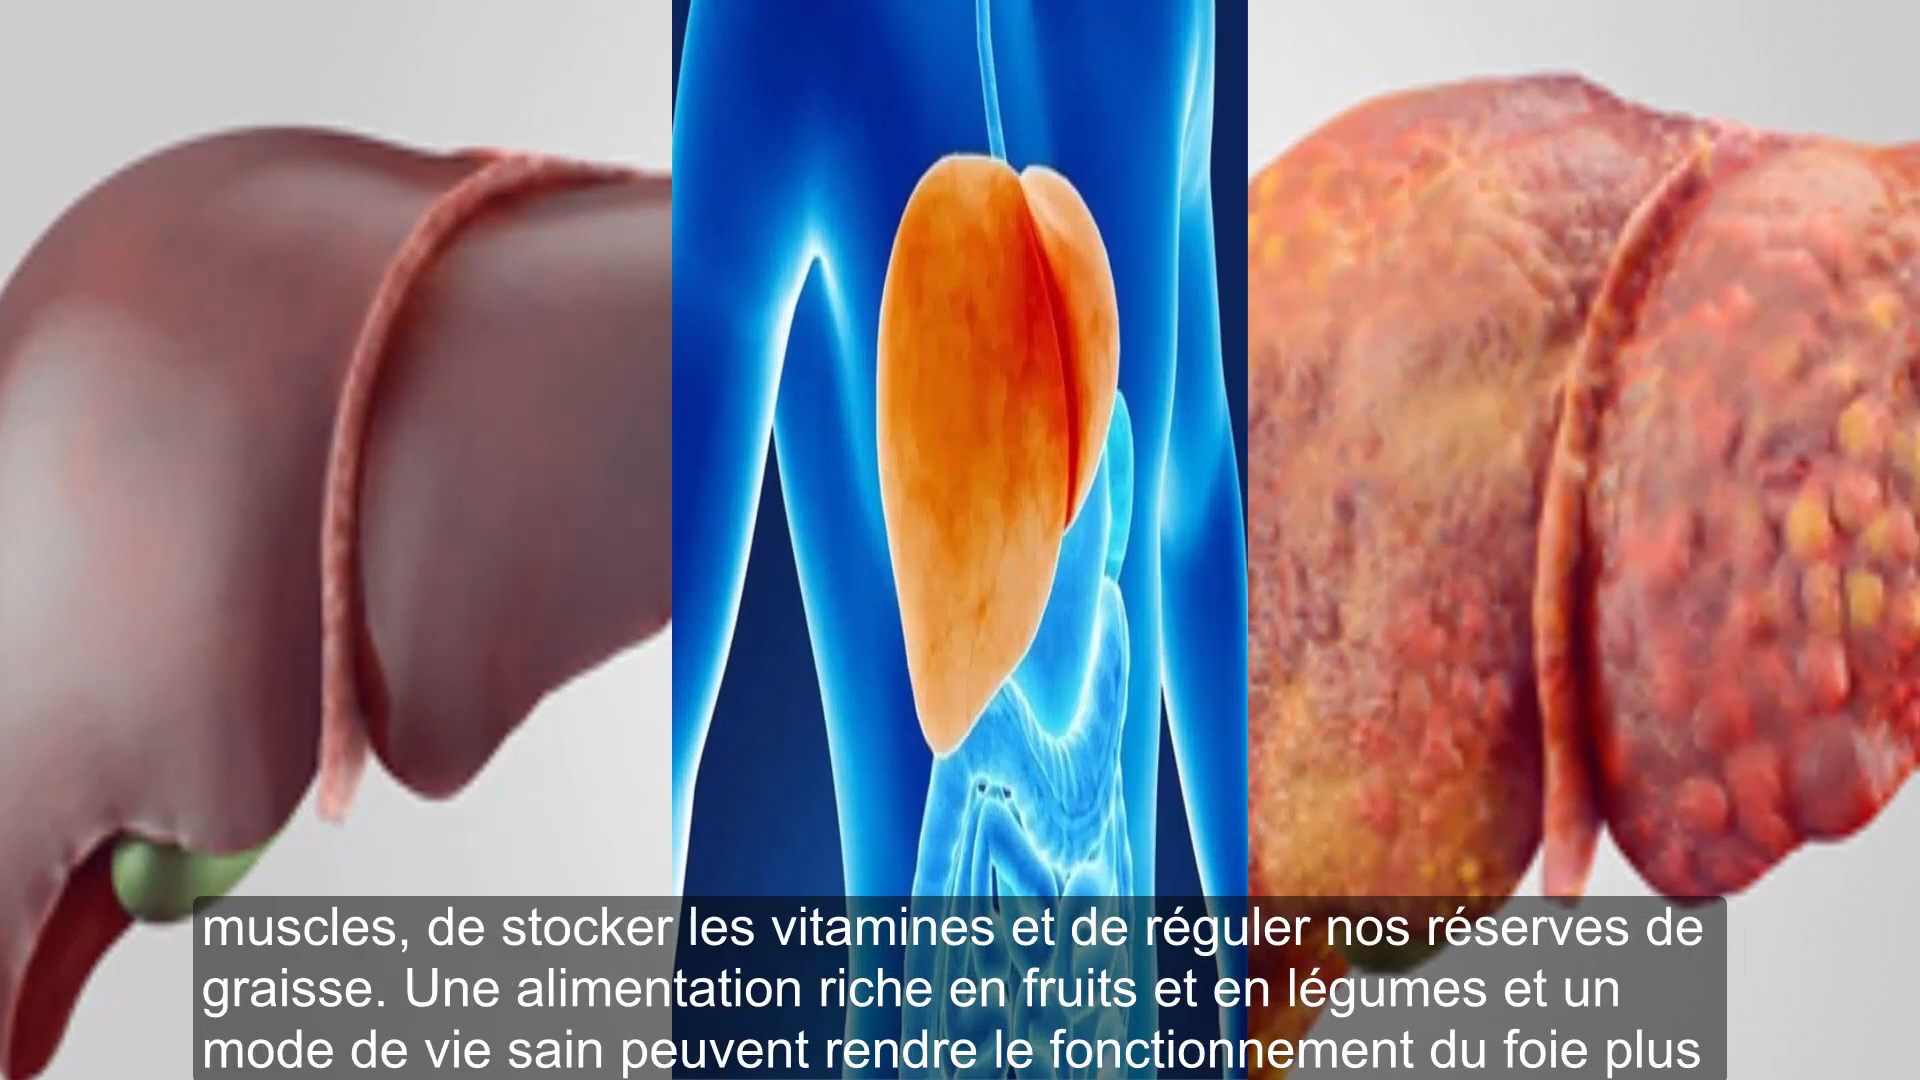 muscles, de stocker les vitamines et de réguler nos réserves de
graisse. Une alimentation riche en fruits et en légumes et un
mode de vie sain peuvent rendre le fonctionnement du foie plus